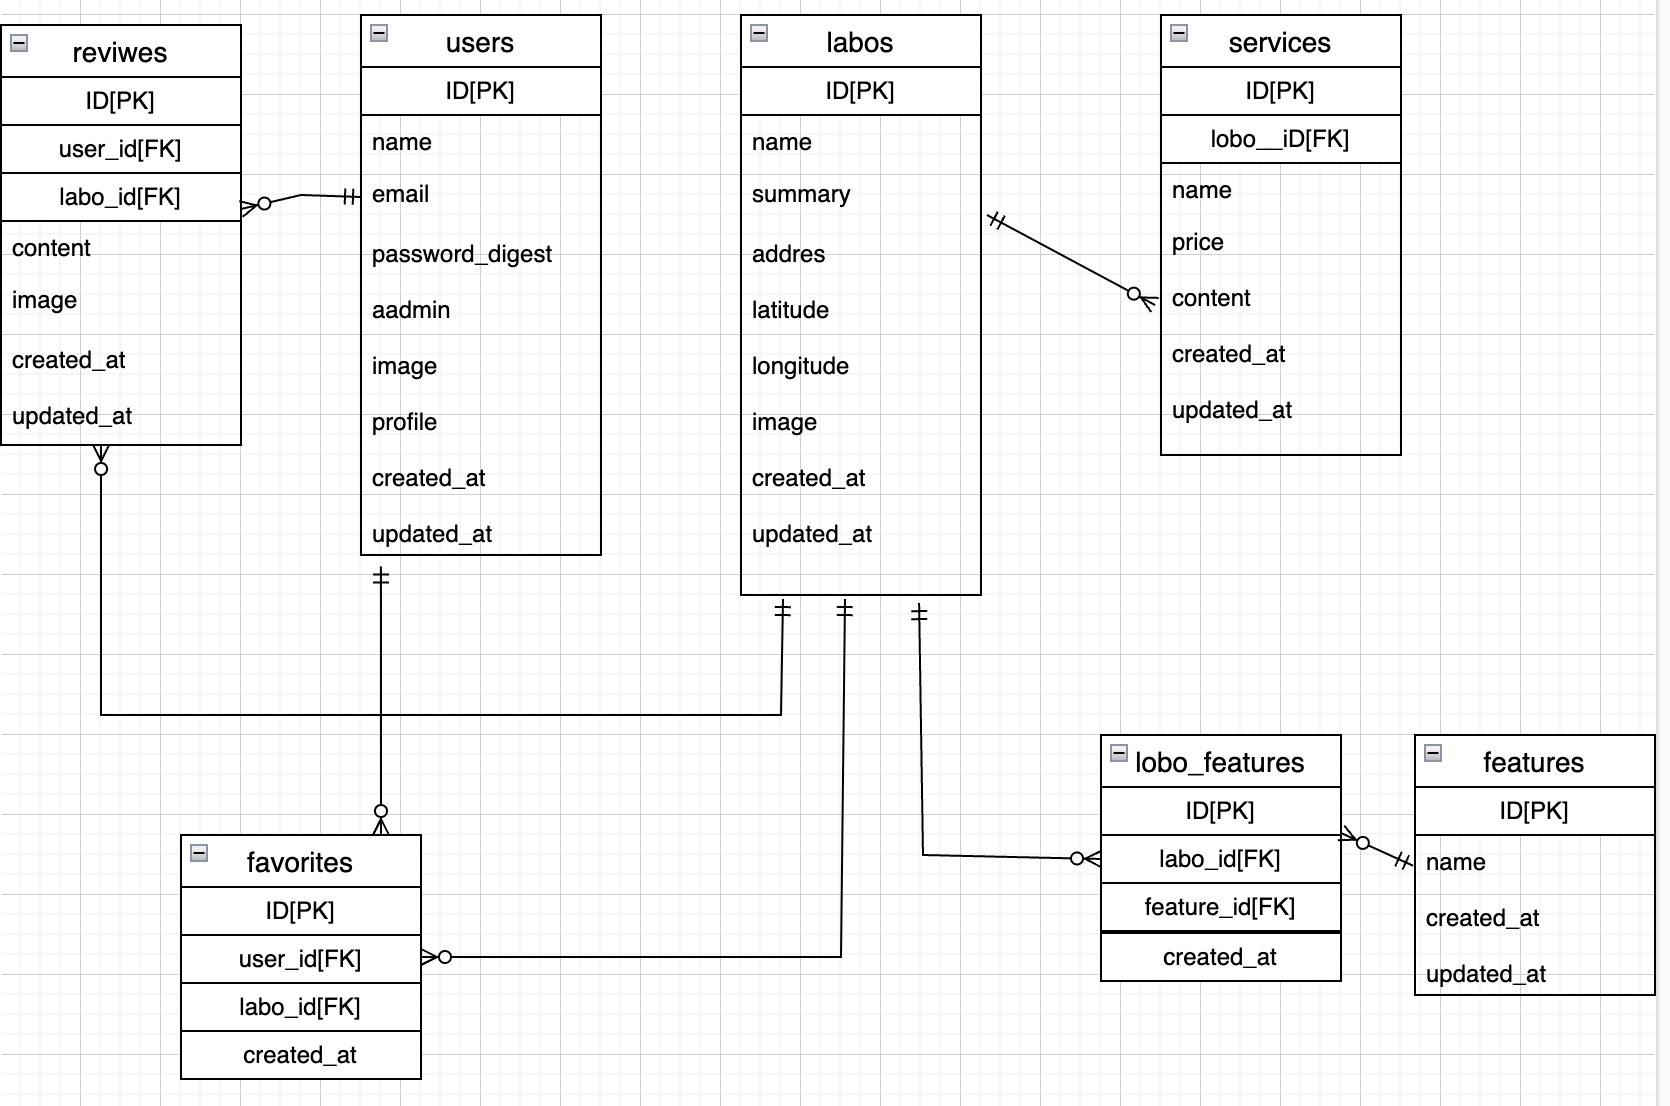 reviwes
ID[PK]
user_id[FK]
labo_id[FK]
content
image
created_at
updated_at
users
ID[PK]
name
email
password_digest
aadmin
image
profile
created_at
updated_at
labos
ID[PK]
name
summary
addres
latitude
longitude
image
created_at
updated_at
services
ID[PK]
lobo__iD[FK]
name
price
content
created_at
updated_at
favorites
ID[PK]
user_id[FK]
labo_id[FK]
created_at
lobo_features
ID[PK]
labo_id[FK]
feature_id[FK]
created_at
features
ID[PK]
name
created_at
updated_at